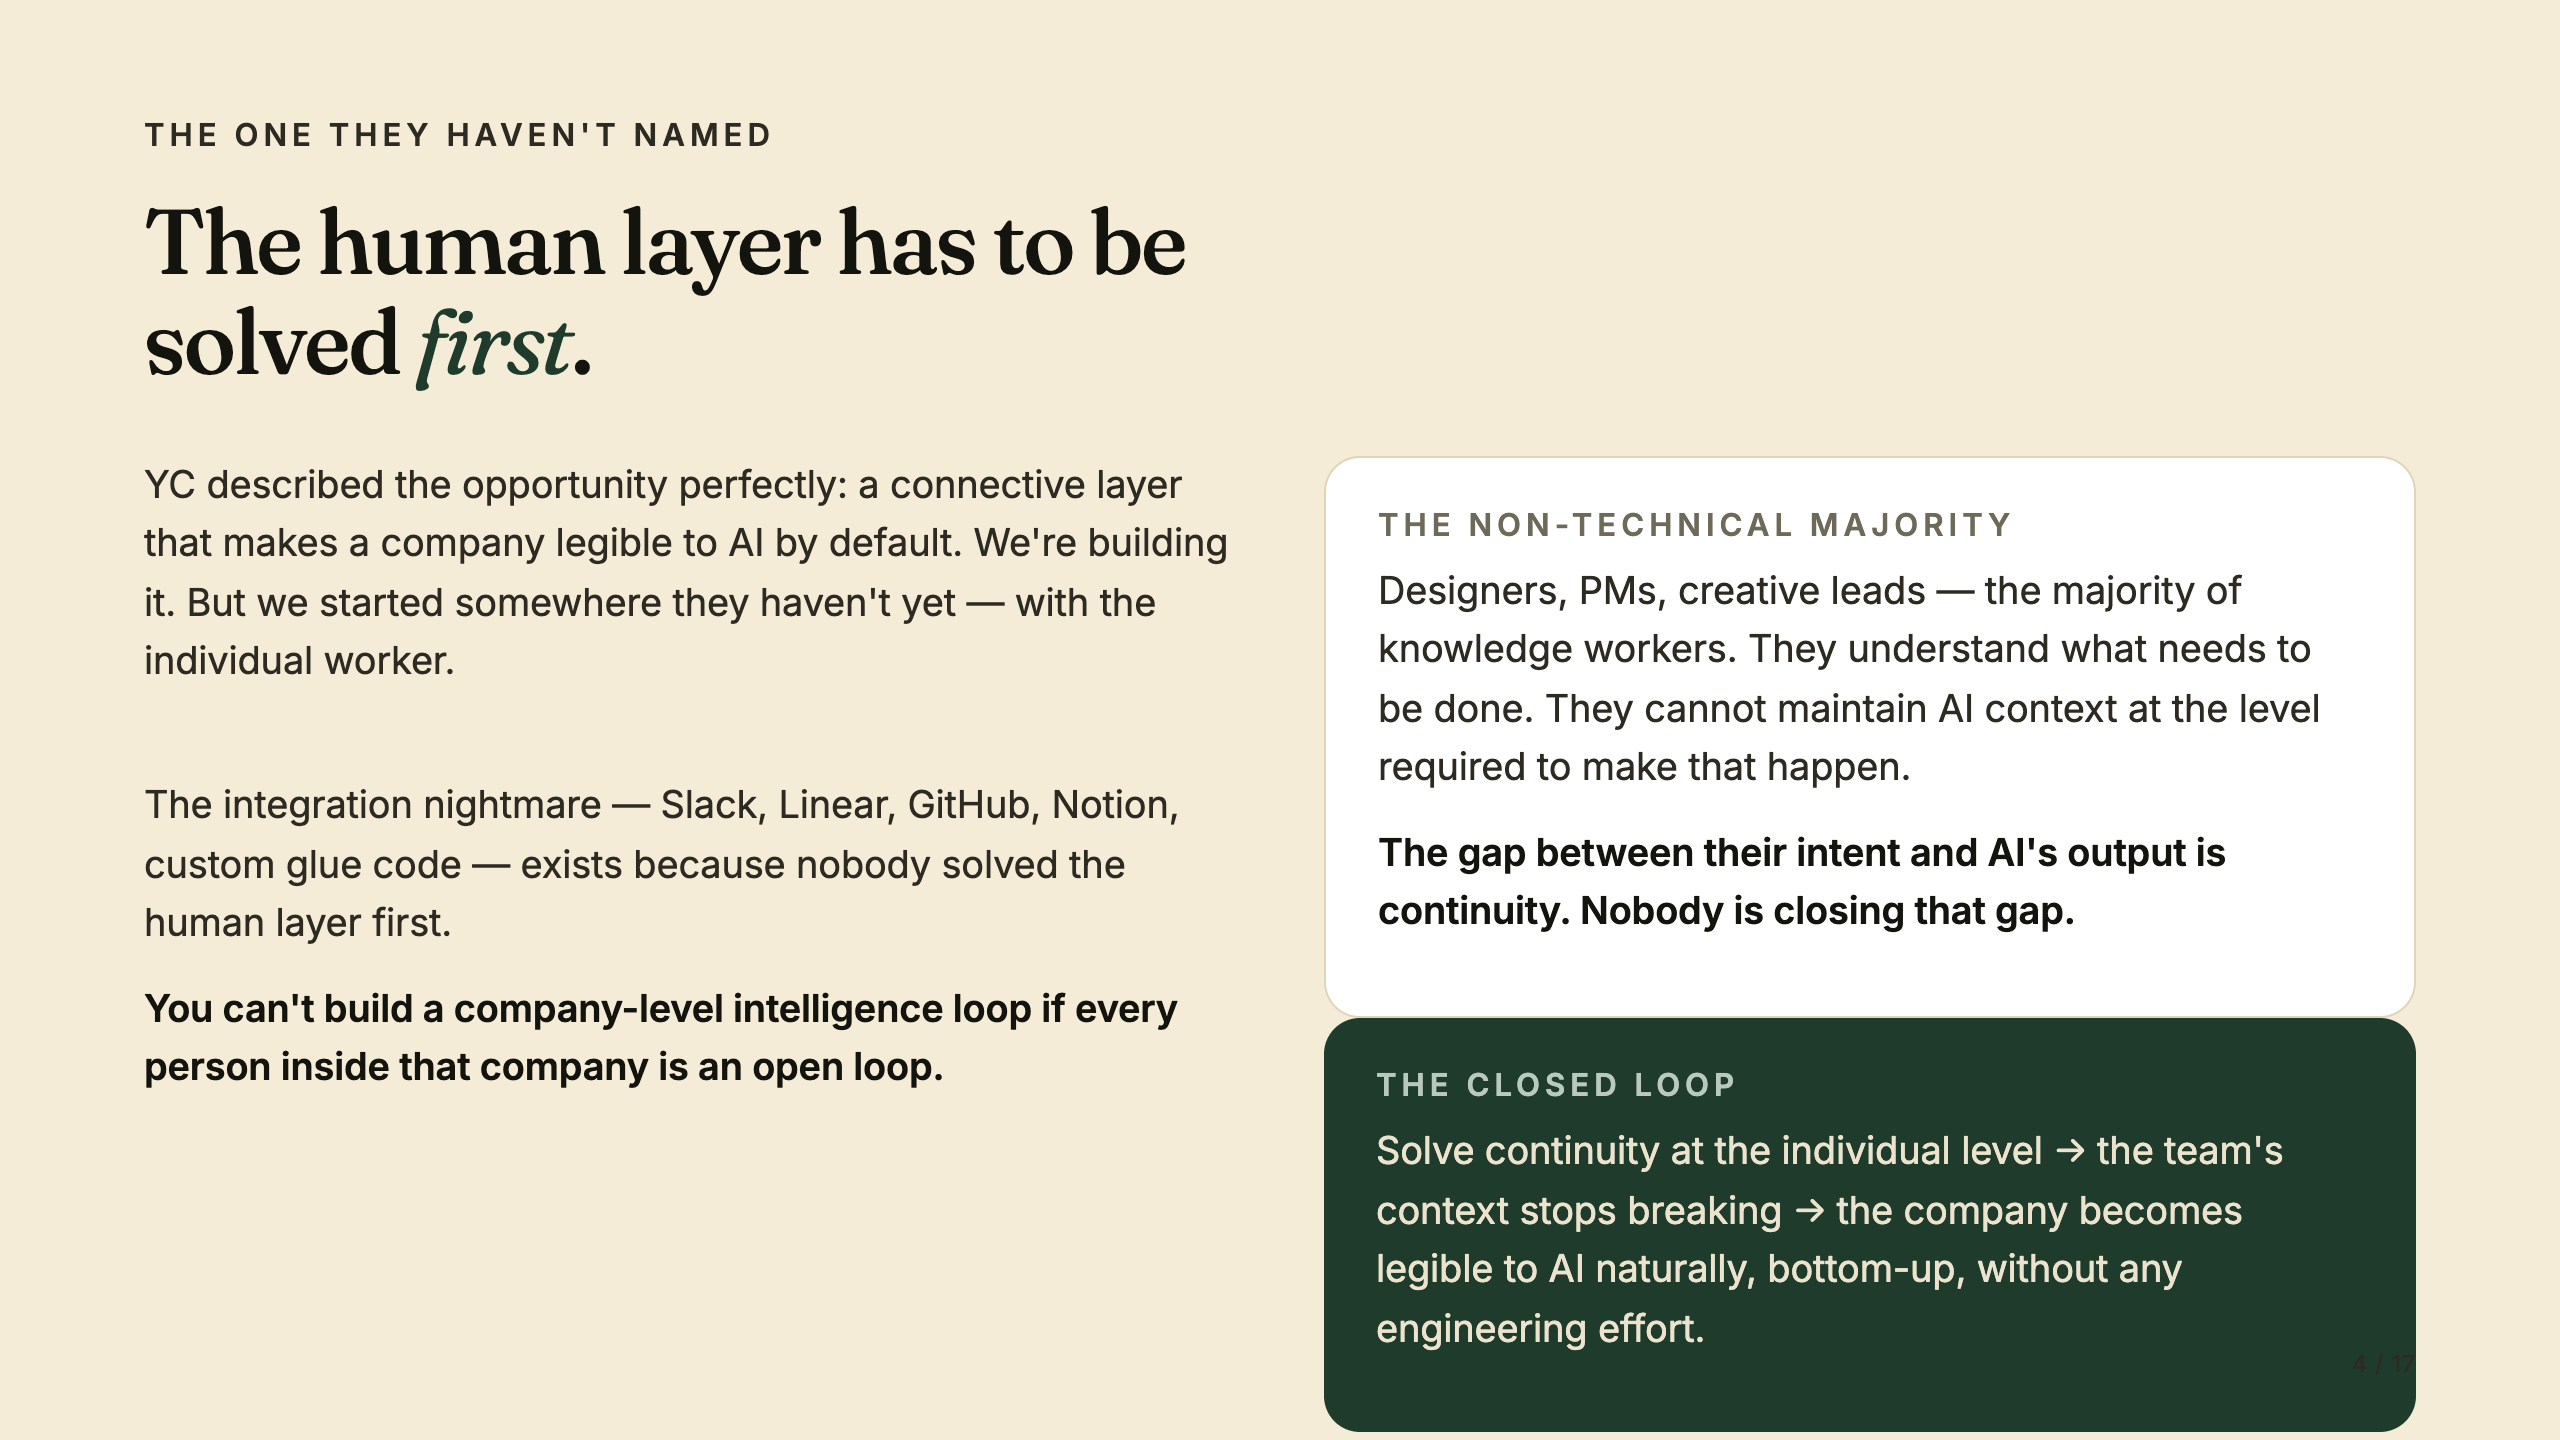 THE ONE THEY HAVEN'T NAMED
The human layer has to be
solved first.
YC described the opportunity perfectly: a connective layer
that makes a company legible to AI by default. We're building
it. But we started somewhere they haven't yet — with the
individual worker.
The integration nightmare — Slack, Linear, GitHub, Notion,
custom glue code — exists because nobody solved the
human layer first.
You can't build a company-level intelligence loop if every
person inside that company is an open loop.
THE NON-TECHNICAL MAJORITY
Designers, PMs, creative leads — the majority of
knowledge workers. They understand what needs to
be done. They cannot maintain AI context at the level
required to make that happen.
The gap between their intent and AI's output is
continuity. Nobody is closing that gap.
THE CLOSED LOOP
Solve continuity at the individual level → the team's
context stops breaking → the company becomes
legible to AI naturally, bottom-up, without any
engineering effort.
4 / 17